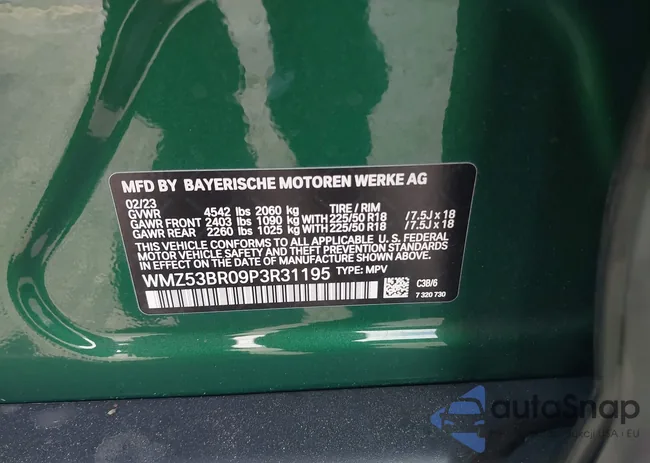 MFD BY BAYERISCHE MOTOREN WERKE AG
02/23 TIRE / RIM
GVWR 4542 lbs 2060 kg
GAWR FRONT 2403 lbs 1090 kg WITH 225/50 R18 / 7.5J x 18
GAWR REAR 2260 lbs 1025 kg WITH 225/50 R18 / 7.5J x 18
THIS VEHICLE CONFORMS TO ALL APPLICABLE U. S. FEDERAL
MOTOR VEHICLE SAFETY, AND THEFT PREVENTION STANDARDS
IN EFFECT ON THE DATE OF MANUFACTURE SHOWN ABOVE.
WMZ53BR09P3R31195 TYPE: MPV
C3B/6
7 320 730
autoSnap
USA - EU